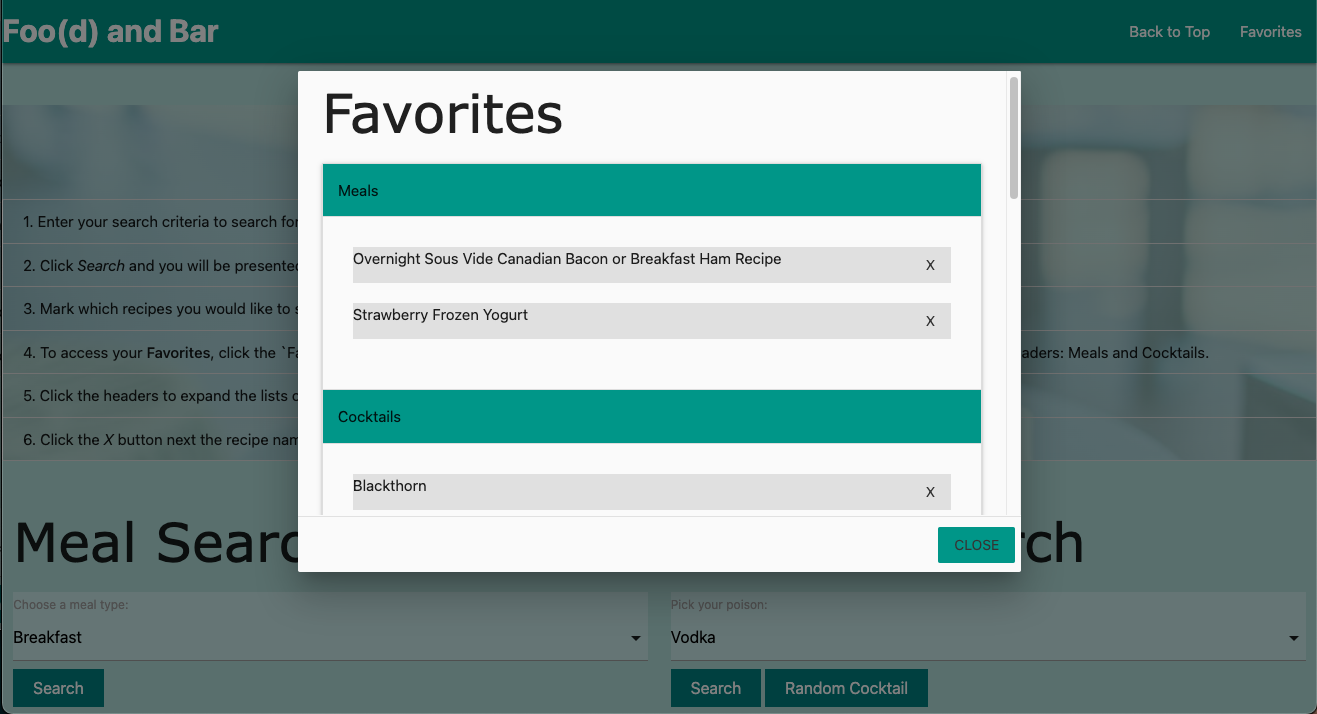 Foo(d) and Bar
Back to Top
Favorites
Favorites
Meals
Overnight Sous Vide Canadian Bacon or Breakfast Ham Recipe
X
Strawberry Frozen Yogurt
X
Cocktails
Blackthorn
X
CLOSE
1. Enter your search criteria to search for
2. Click Search and you will be presented
3. Mark which recipes you would like to
4. To access your Favorites, click the `Fa
aders: Meals and Cocktails.
5. Click the headers to expand the lists
6. Click the X button next the recipe nam
Meal Searc
rch
Choose a meal type:
Breakfast
Search
Pick your poison:
Vodka
Search
Random Cocktail